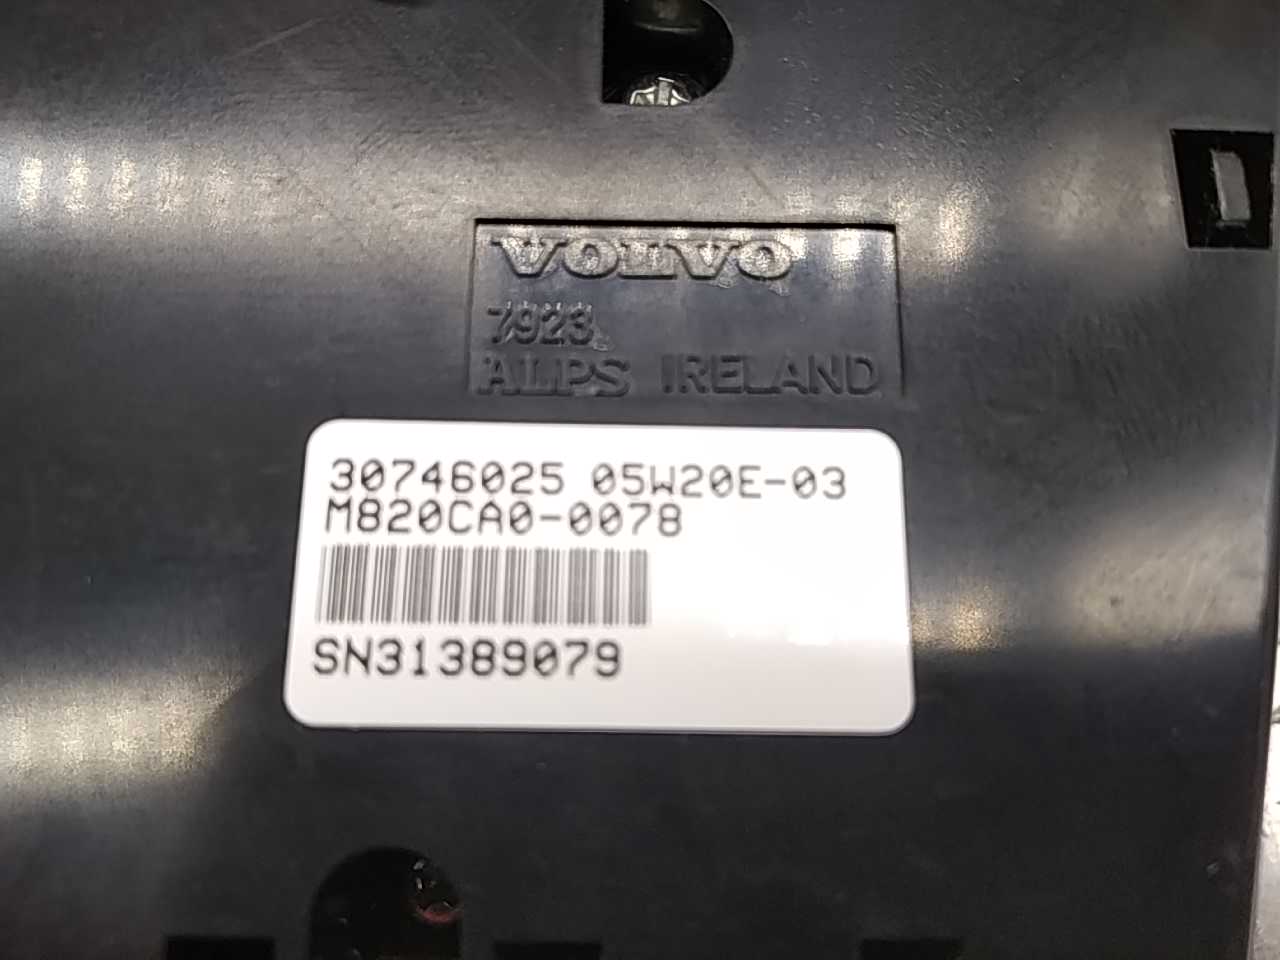 VOLVO
7923
ALPS IRELAND
30746025 05W20E-03
M820CA0-0078
SN31389079